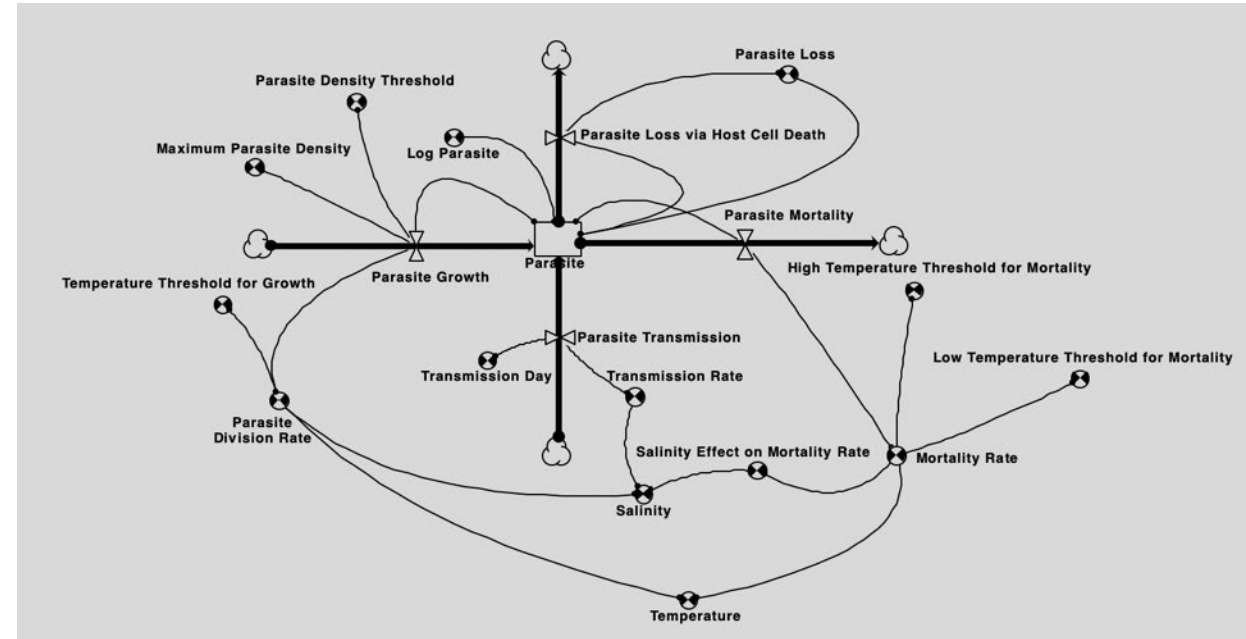 Parasite Loss
Parasite Density Threshold
Parasite Loss via Host Cell Death
Maximum Parasite Density
Log Parasite
Parasite Mortality
Parasite
High Temperature Threshold for Mortality
Parasite Growth
Temperature Threshold for Growth
Parasite Transmission
Low Temperature Threshold for Mortality
Transmission Day
Transmission Rate
Parasite
Division Rate
Salinity Effect on Mortality Rate
Mortality Rate
Salinity
Temperature